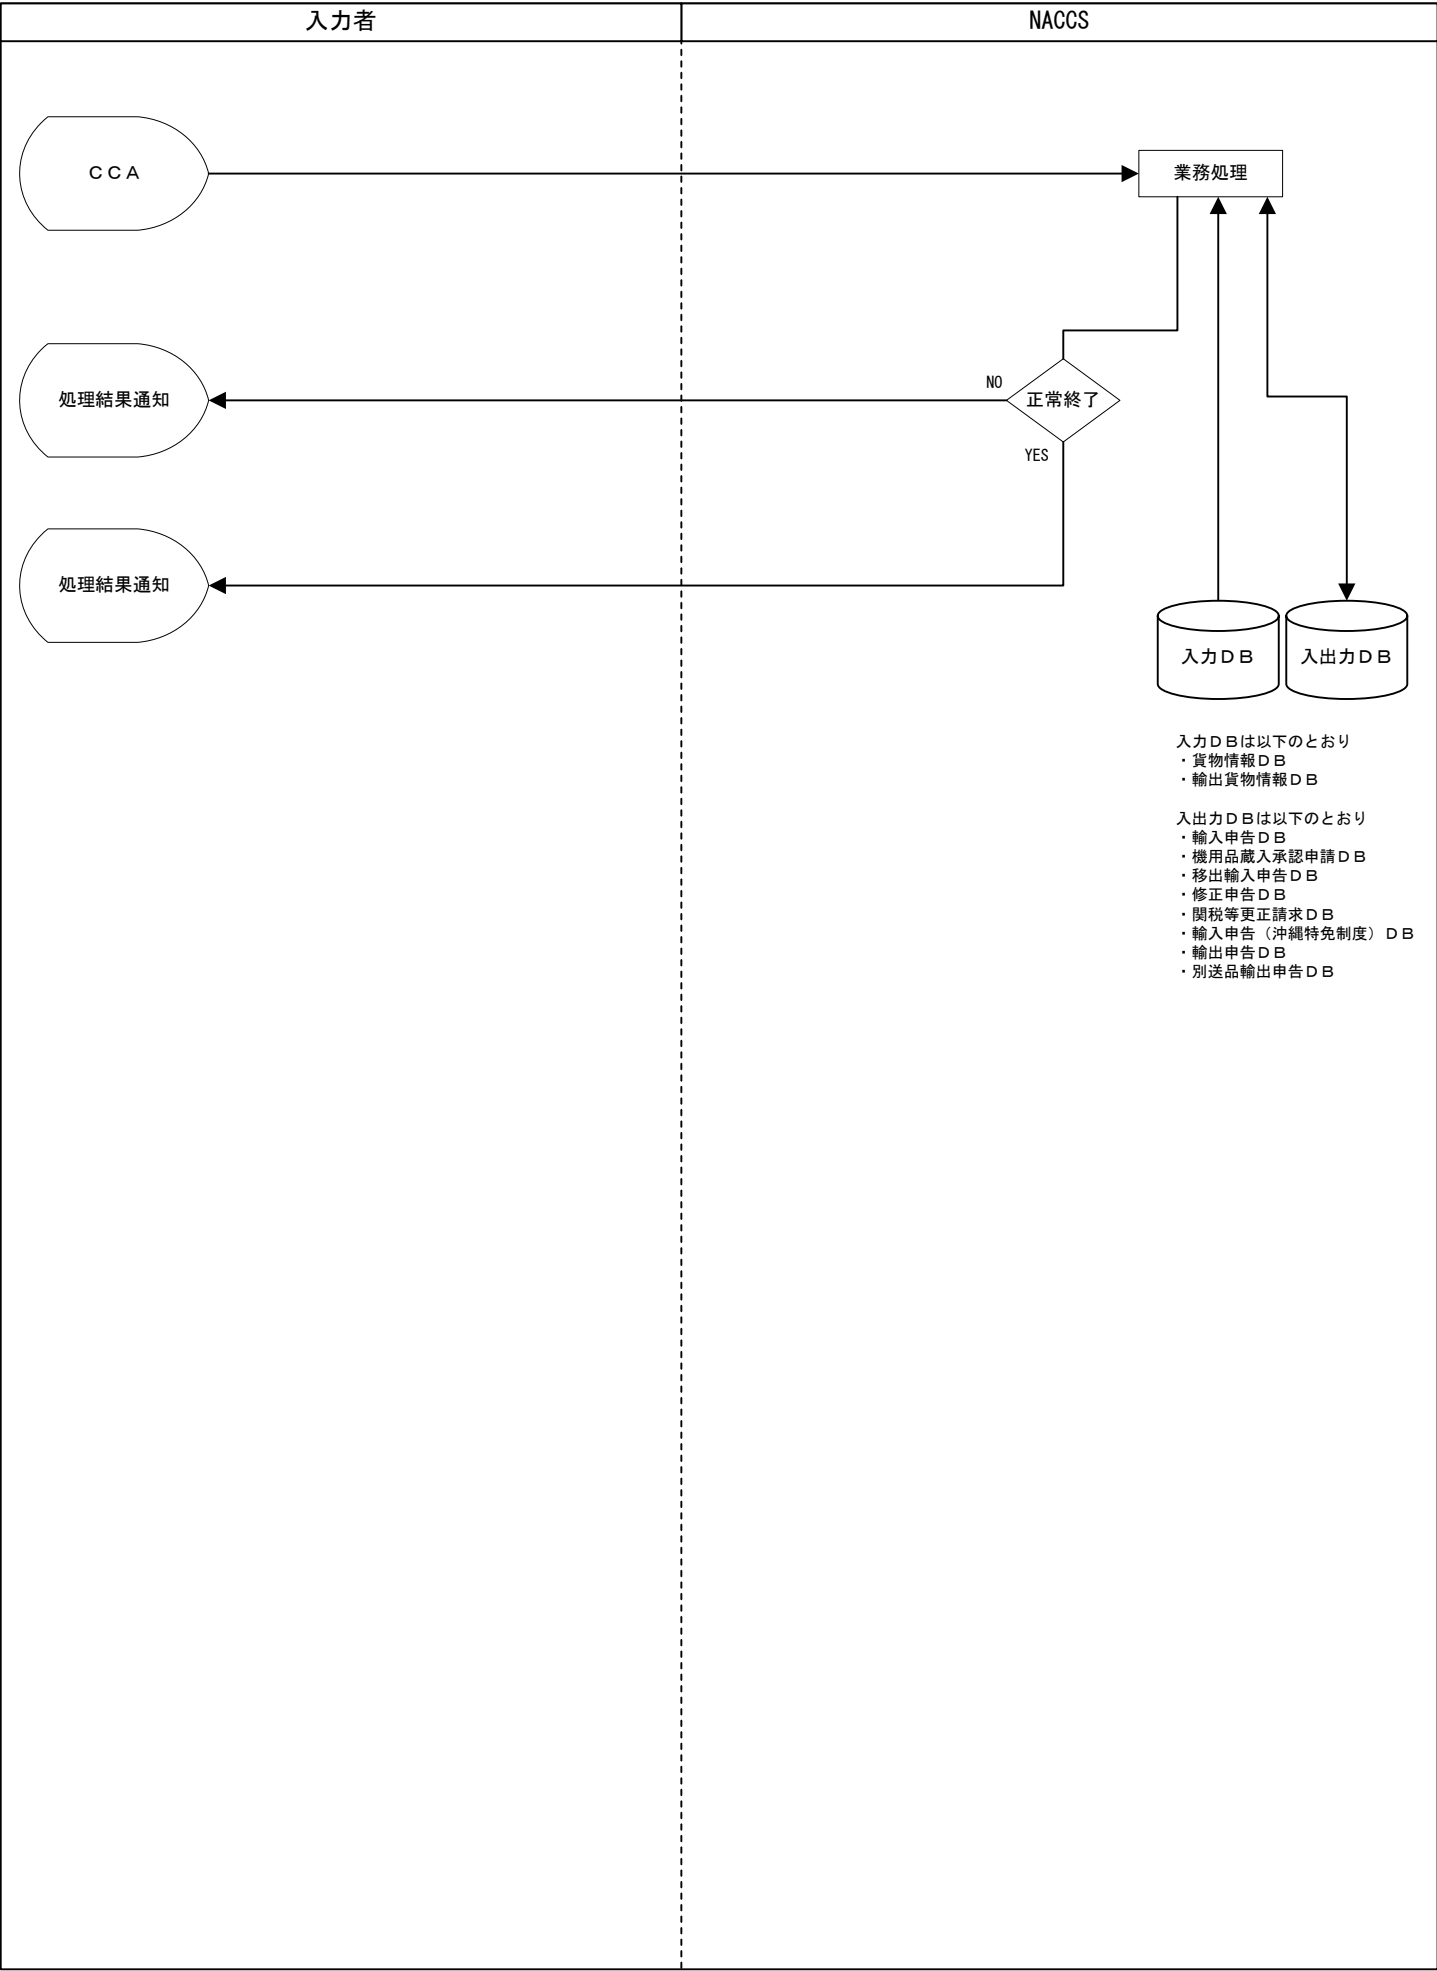 入力者
NACCS
ＣＣＡ
業務処理
処理結果通知
NO
正常終了
YES
処理結果通知
入力ＤＢ
入出力ＤＢ
入力ＤＢは以下のとおり
・貨物情報ＤＢ
・輸出貨物情報ＤＢ
入出力ＤＢは以下のとおり
・輸入申告ＤＢ
・機用品蔵入承認申請ＤＢ
・移出輸入申告ＤＢ
・修正申告ＤＢ
・関税等更正請求ＤＢ
・輸入申告（沖縄特免制度）ＤＢ
・輸出申告ＤＢ
・別送品輸出申告ＤＢ